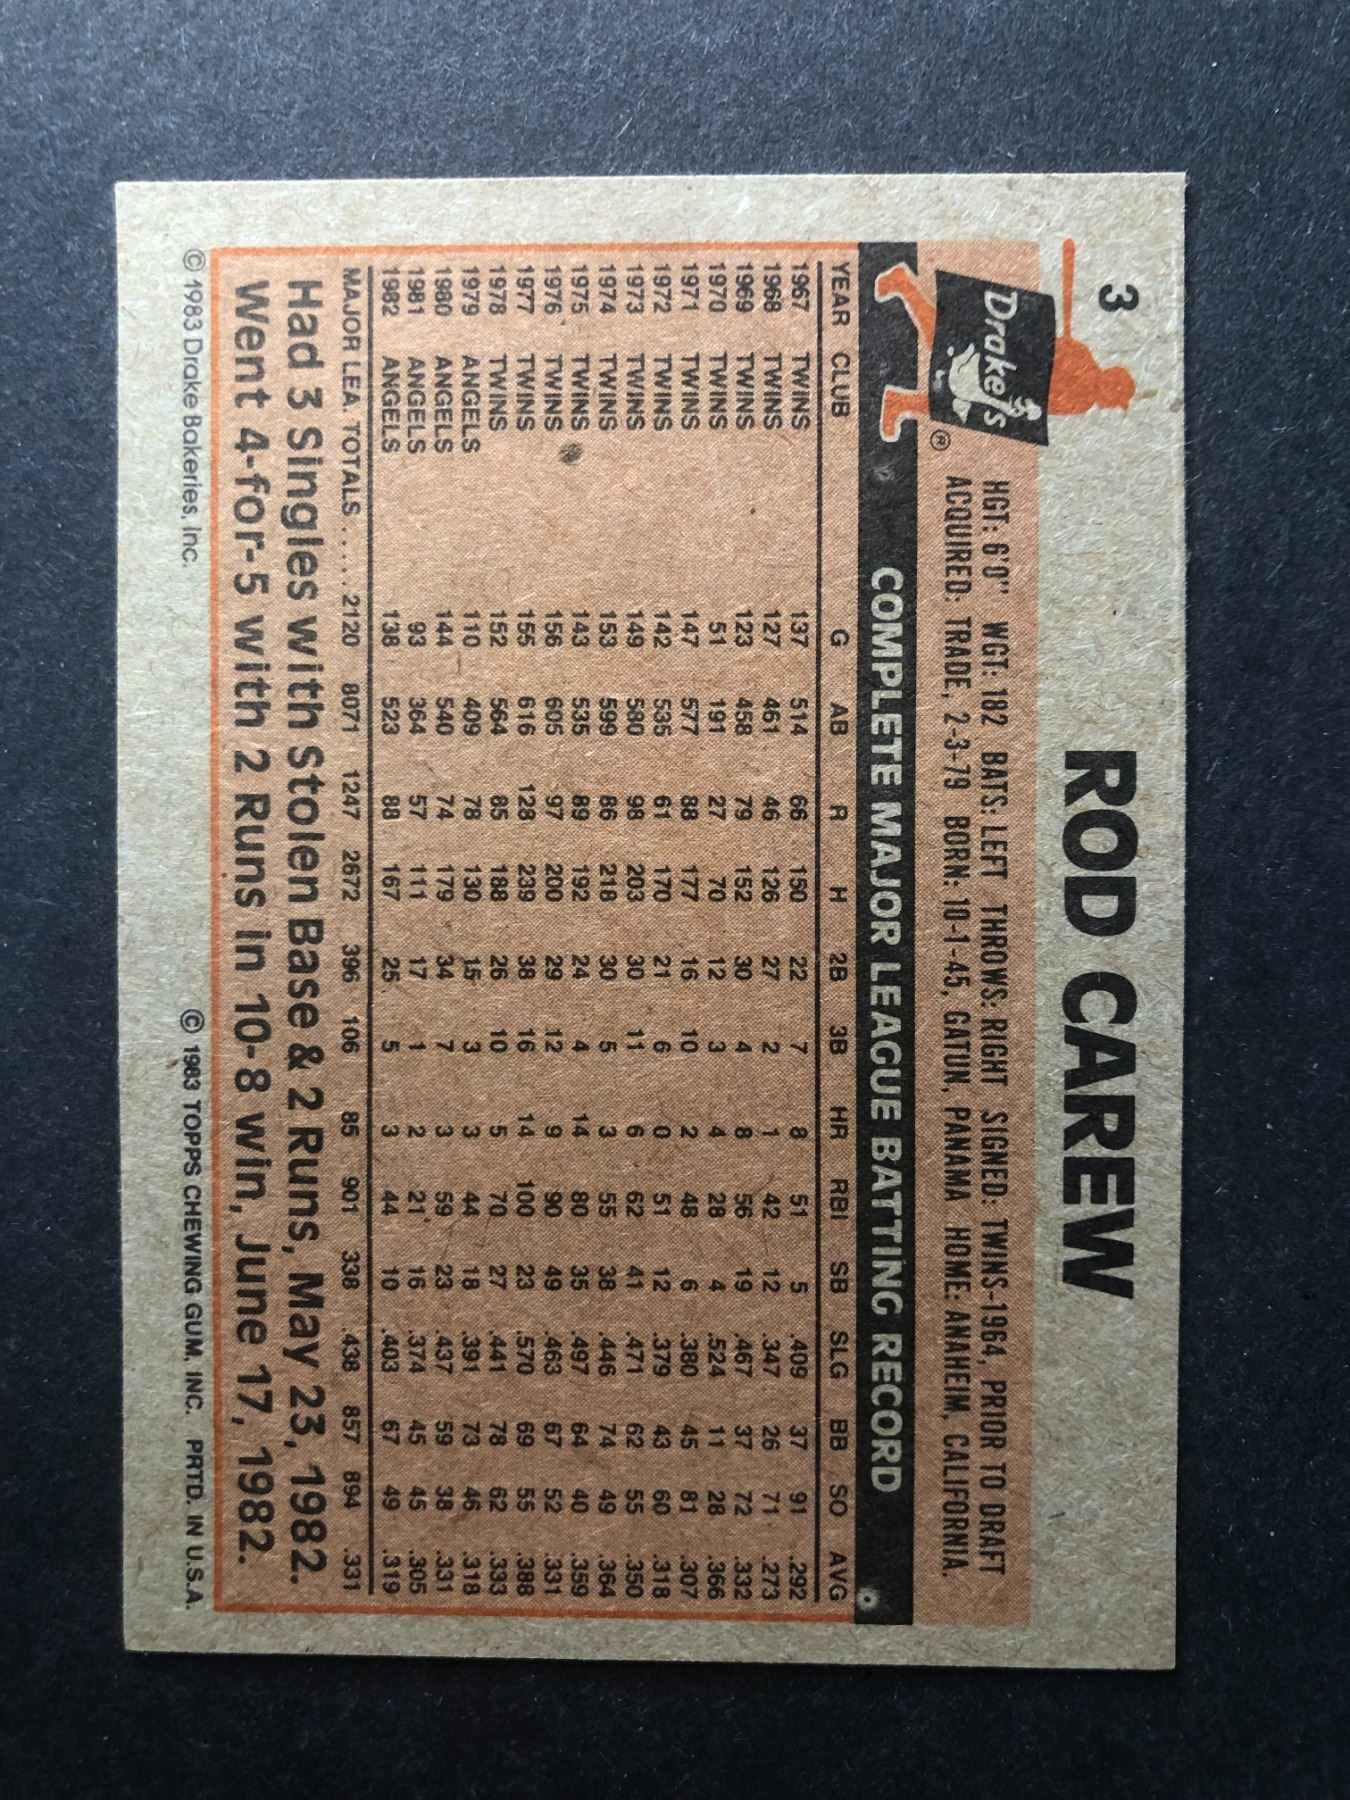 3
ROD CAREW
Drake's
®
HGT: 6'0" WGT: 182 BATS: LEFT THROWS: RIGHT SIGNED: TWINS-1964, PRIOR TO DRAFT
ACQUIRED: TRADE, 2-3-79 BORN: 10-1-45, GATUN, PANAMA HOME: ANAHEIM, CALIFORNIA.
COMPLETE MAJOR LEAGUE BATTING RECORD
YEAR CLUB G AB R H 2B 3B HR RBI SB SLG BB SO AVG
1967 TWINS 137 514 66 150 22 7 8 51 5 .409 37 91 .292
1968 TWINS 127 461 46 126 27 2 1 42 12 .347 26 71 .273
1969 TWINS 123 458 79 152 30 4 8 56 19 .467 37 72 .332
1970 TWINS 51 191 27 70 12 3 4 28 4 .524 11 28 .366
1971 TWINS 147 577 88 177 16 10 2 48 6 .380 45 81 .307
1972 TWINS 142 535 61 170 21 6 0 51 12 .379 43 60 .318
1973 TWINS 149 580 98 203 30 11 6 62 41 .471 62 55 .350
1974 TWINS 153 599 86 218 30 5 3 55 38 .446 74 49 .364
1975 TWINS 143 535 89 192 24 4 14 80 35 .497 64 40 .359
1976 TWINS 156 605 97 200 29 12 9 90 49 .463 67 52 .331
1977 TWINS 155 616 128 239 38 16 14 100 23 .570 69 55 .388
1978 TWINS 152 564 85 188 26 10 5 70 27 .441 78 62 .333
1979 ANGELS 110 409 78 130 15 3 3 44 18 .391 73 46 .318
1980 ANGELS 144 540 74 179 34 7 3 59 23 .437 59 38 .331
1981 ANGELS 93 364 57 111 17 1 2 21 16 .374 45 45 .305
1982 ANGELS 138 523 88 167 25 5 3 44 10 .403 67 49 .319
MAJOR LEA. TOTALS ..... 2120 8071 1247 2672 396 106 85 901 338 .438 857 894 .331
Had 3 Singles with Stolen Base & 2 Runs, May 23, 1982.
Went 4-for-5 with 2 Runs in 10-8 win, June 17, 1982.
© 1983 Drake Bakeries, Inc. © 1983 TOPPS CHEWING GUM, INC. PRTD. IN U.S.A.